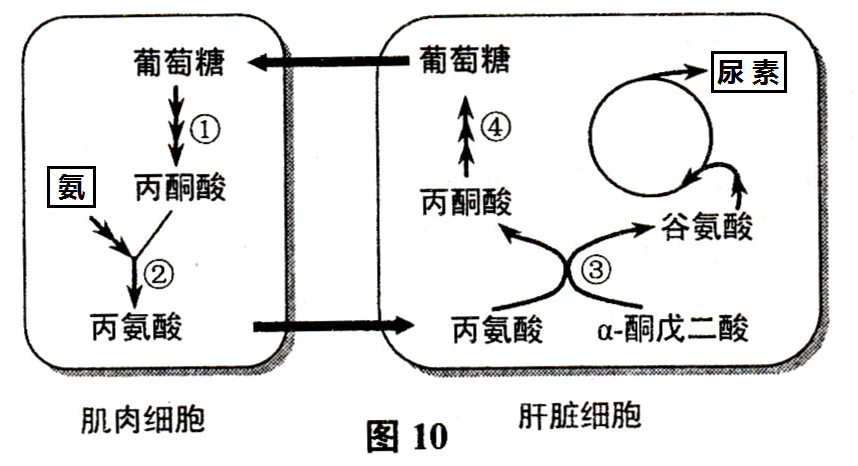 葡萄糖
①
氨
丙酮酸
②
丙氨酸
肌肉细胞
葡萄糖
尿素
④
丙酮酸
谷氨酸
③
丙氨酸
α-酮戊二酸
肝脏细胞
图 10